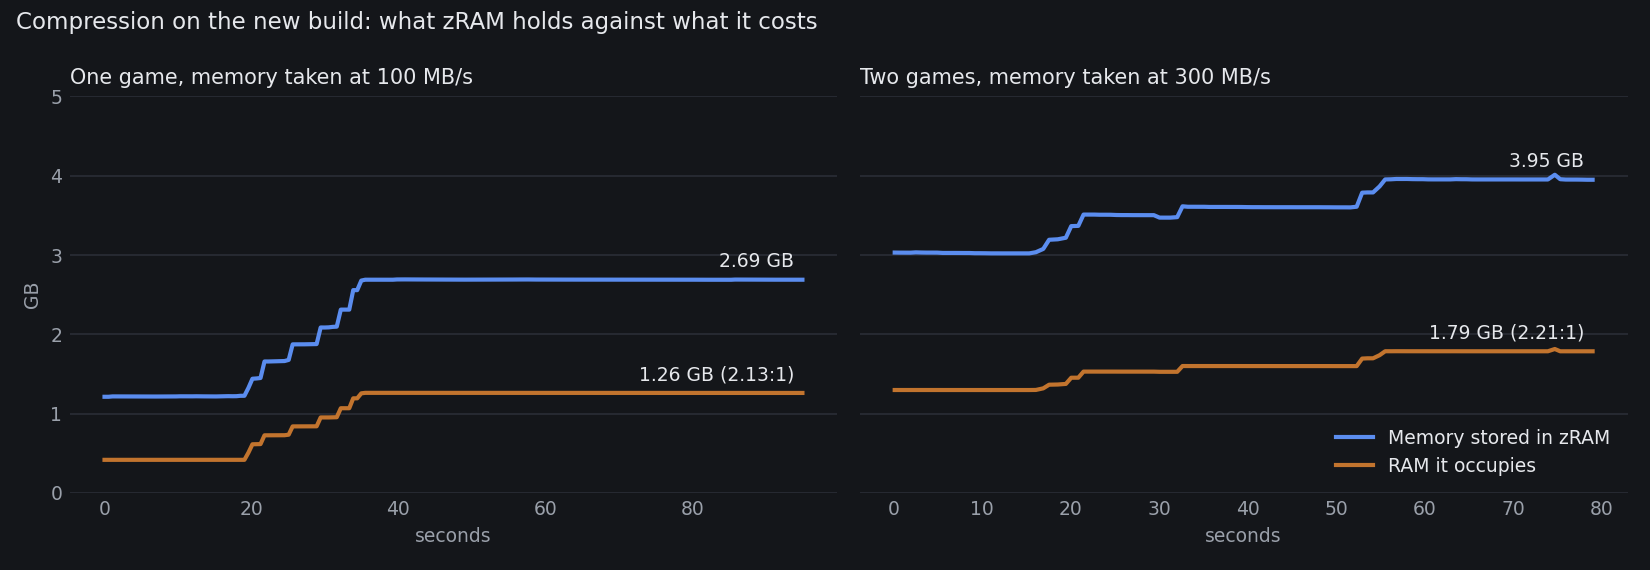 Compression on the new build: what zRAM holds against what it costs
One game, memory taken at 100 MB/s
Two games, memory taken at 300 MB/s
5
4
3
2
1
0
GB
2.69 GB
1.26 GB (2.13:1)
3.95 GB
1.79 GB (2.21:1)
Memory stored in zRAM
RAM it occupies
0 20 40 60 80
0 10 20 30 40 50 60 70 80
seconds
seconds